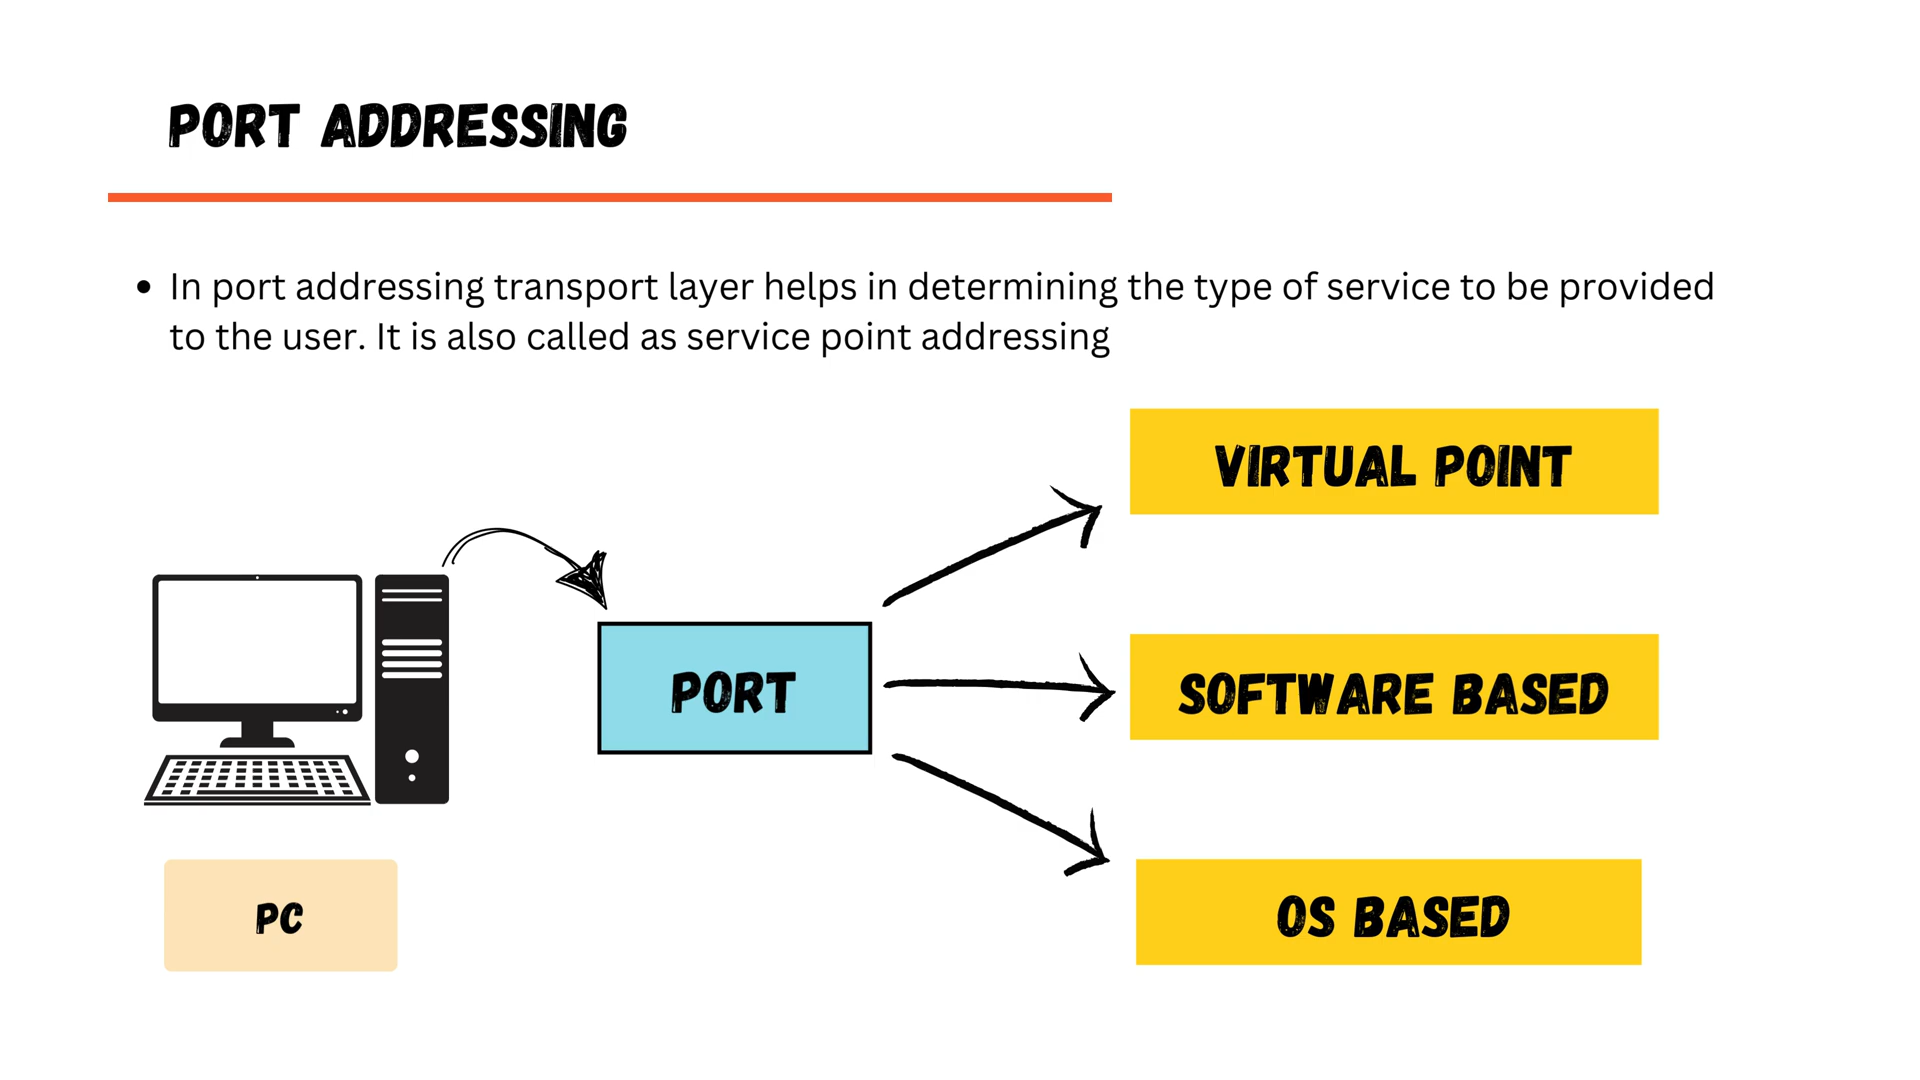 PORT ADDRESSING
• In port addressing transport layer helps in determining the type of service to be provided
to the user. It is also called as service point addressing
VIRTUAL POINT
PORT
SOFTWARE BASED
PC
OS BASED